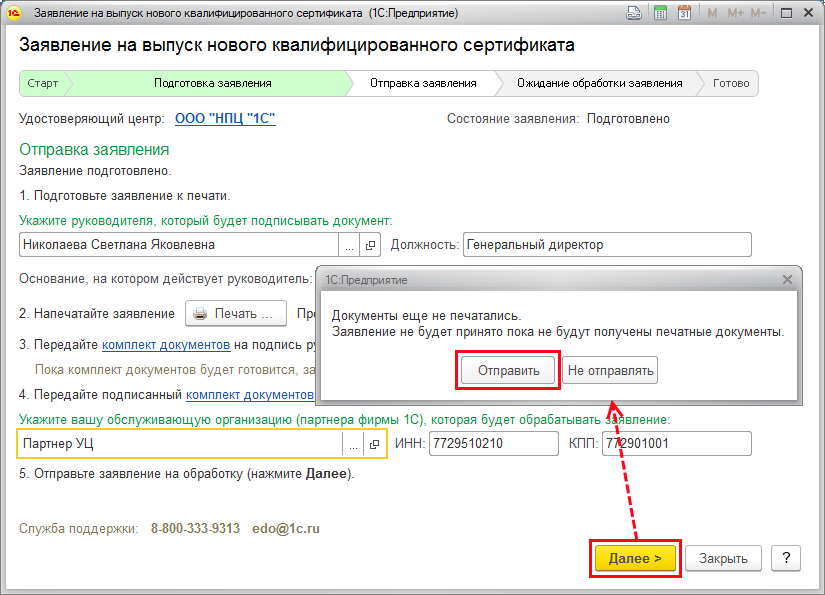 Заявление на выпуск нового квалифицированного сертификата (1С:Предприятие)
M M+ M-
Заявление на выпуск нового квалифицированного сертификата
Старт Подготовка заявления Отправка заявления Ожидание обработки заявления Готово
Удостоверяющий центр: ООО "НПЦ "1С" Состояние заявления: Подготовлено
Отправка заявления
Заявление подготовлено.
1. Подготовьте заявление к печати.
Укажите руководителя, который будет подписывать документ:
Николаева Светлана Яковлевна ... Должность: Генеральный директор
Основание, на котором действует руководитель:
1С:Предприятие
Документы еще не печатались.
Заявление не будет принято пока не будут получены печатные документы.
Отправить Не отправлять
2. Напечатайте заявление Печать ... Про
3. Передайте комплект документов на подпись ру
Пока комплект документов будет готовится, за
4. Передайте подписанный комплект документов
Укажите вашу обслуживающую организацию (партнера фирмы 1С), которая будет обрабатывать заявление:
Партнер УЦ ... ИНН: 7729510210 КПП: 772901001
5. Отправьте заявление на обработку (нажмите Далее).
Служба поддержки: 8-800-333-9313 edo@1c.ru
Далее > Закрыть ?